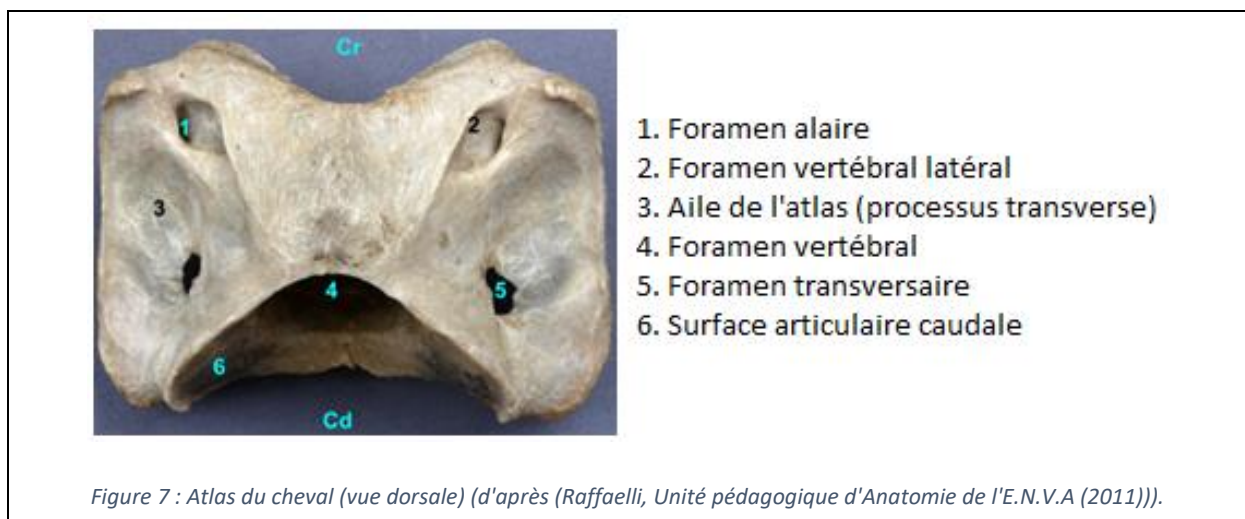 Cr
1
2
3
4
5
6
Cd
1. Foramen alaire
2. Foramen vertébral latéral
3. Aile de l'atlas (processus transverse)
4. Foramen vertébral
5. Foramen transversaire
6. Surface articulaire caudale
Figure 7 : Atlas du cheval (vue dorsale) (d'après (Raffaelli, Unité pédagogique d'Anatomie de l'E.N.V.A (2011))).